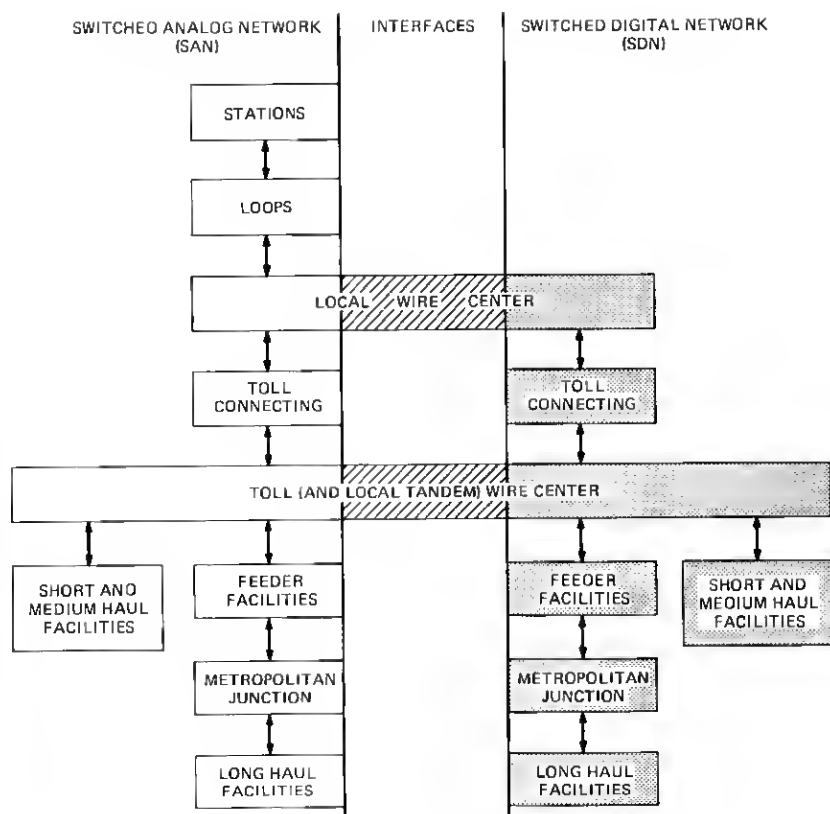 SWITCHEO ANALOG NETWORK
(SAN)
INTERFACES
SWITCHED DIGITAL NETWORK
(SDN)
STATIONS
LOOPS
LOCAL WIRE CENTER
TOLL
CONNECTING
TOLL
CONNECTING
TOLL (AND LOCAL TANDEM) WIRE CENTER
SHORT AND
MEDIUM HAUL
FACILITIES
FEEDER
FACILITIES
FEEDER
FACILITIES
SHORT AND
MEDIUM HAUL
FACILITIES
METROPOLITAN
JUNCTION
METROPOLITAN
JUNCTION
LONG HAUL
FACILITIES
LONG HAUL
FACILITIES